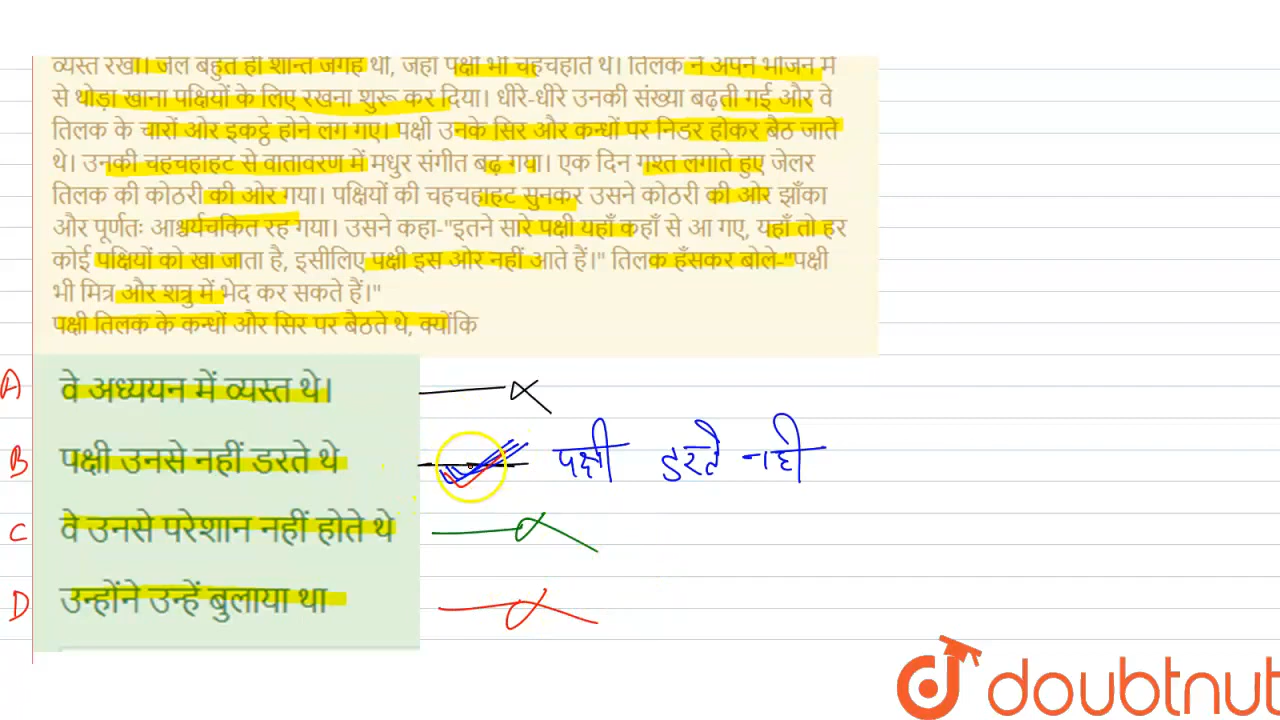 व्यस्त रखा। जेल बहुत ही शान्त जगह थी, जहाँ पक्षी भी चहचहाते थे। तिलक ने अपने भोजन में
से थोड़ा खाना पक्षियों के लिए रखना शुरू कर दिया। धीरे-धीरे उनकी संख्या बढ़ती गई और वे
तिलक के चारों ओर इकट्ठे होने लग गए। पक्षी उनके सिर और कन्धों पर निडर होकर बैठ जाते
थे। उनकी चहचहाहट से वातावरण में मधुर संगीत बढ़ गया। एक दिन गश्त लगाते हुए जेलर
तिलक की कोठरी की ओर गया। पक्षियों की चहचहाहट सुनकर उसने कोठरी की ओर झाँका
और पूर्णतः आश्चर्यचकित रह गया। उसने कहा-"इतने सारे पक्षी यहाँ कहाँ से आ गए, यहाँ तो हर
कोई पक्षियों को खा जाता है, इसीलिए पक्षी इस ओर नहीं आते हैं।" तिलक हँसकर बोले-"पक्षी
भी मित्र और शत्रु में भेद कर सकते हैं।"
पक्षी तिलक के कन्धों और सिर पर बैठते थे, क्योंकि
A वे अध्ययन में व्यस्त थे।
B पक्षी उनसे नहीं डरते थे पक्षी डरते नही
C वे उनसे परेशान नहीं होते थे
D उन्होंने उन्हें बुलाया था
doubtnut